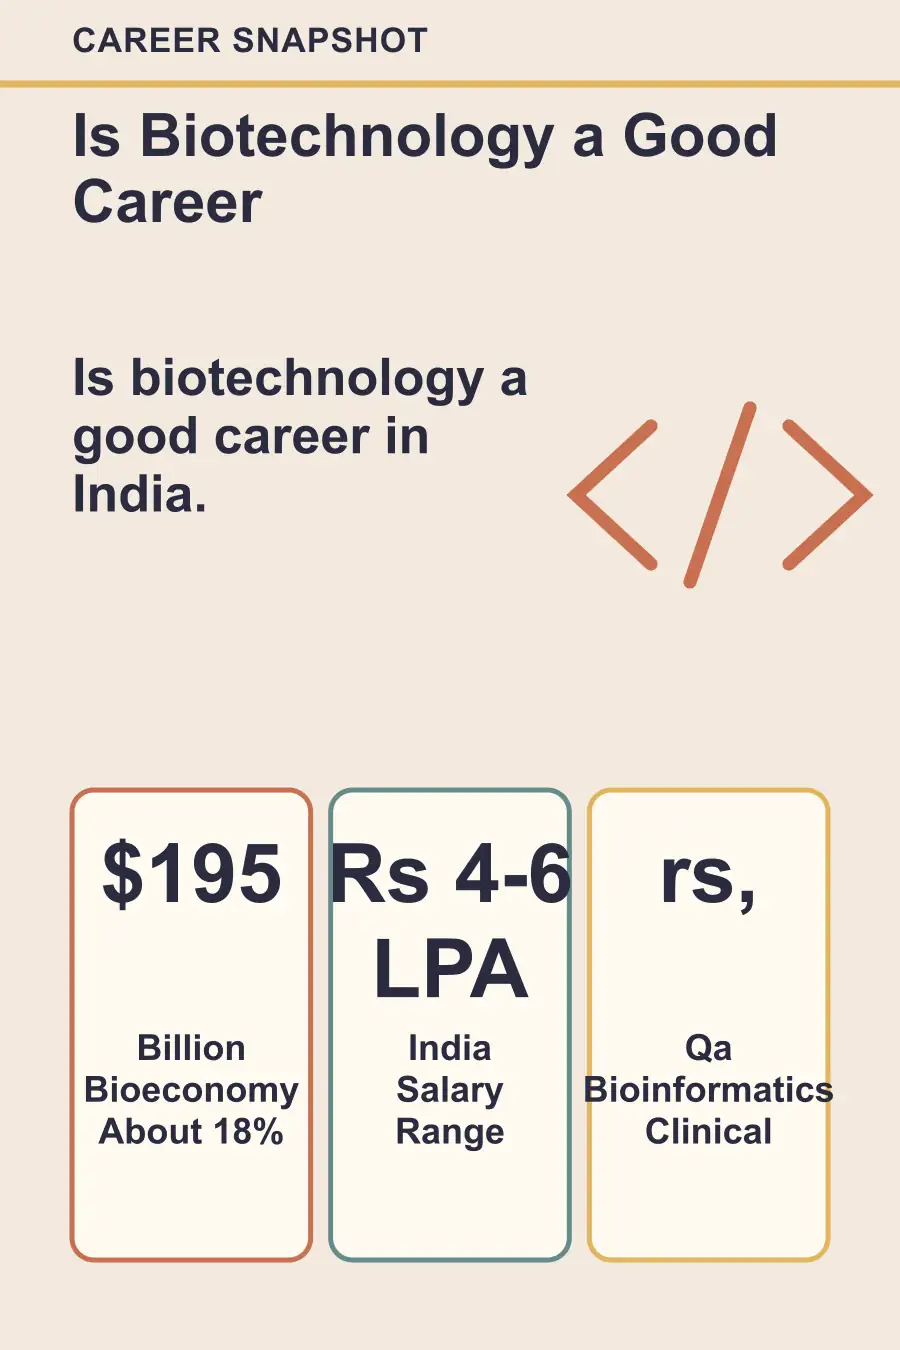 CAREER SNAPSHOT
Is Biotechnology a Good
Career
Is biotechnology a
good career in
India.
$195
Billion
Bioeconomy
About 18%
Rs 4-6
LPA
India
Salary
Range
rs,
Qa
Bioinformatics
Clinical